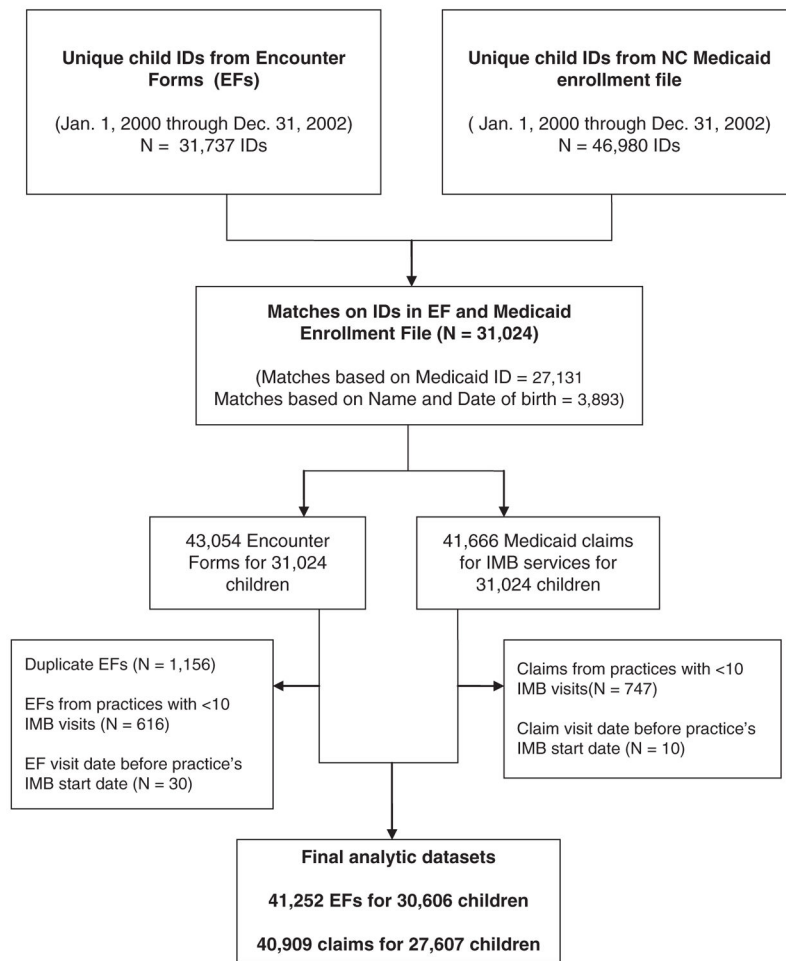 Unique child IDs from Encounter
Forms (EFs)
(Jan. 1, 2000 through Dec. 31, 2002)
N = 31,737 IDs
Unique child IDs from NC Medicaid
enrollment file
( Jan. 1, 2000 through Dec. 31, 2002)
N = 46,980 IDs
Matches on IDs in EF and Medicaid
Enrollment File (N = 31,024)
(Matches based on Medicaid ID = 27,131
Matches based on Name and Date of birth = 3,893)
43,054 Encounter
Forms for 31,024
children
41,666 Medicaid claims
for IMB services for
31,024 children
Duplicate EFs (N = 1,156)
EFs from practices with <10
IMB visits (N = 616)
EF visit date before practice's
IMB start date (N = 30)
Claims from practices with <10
IMB visits(N = 747)
Claim visit date before practice's
IMB start date (N = 10)
Final analytic datasets
41,252 EFs for 30,606 children
40,909 claims for 27,607 children